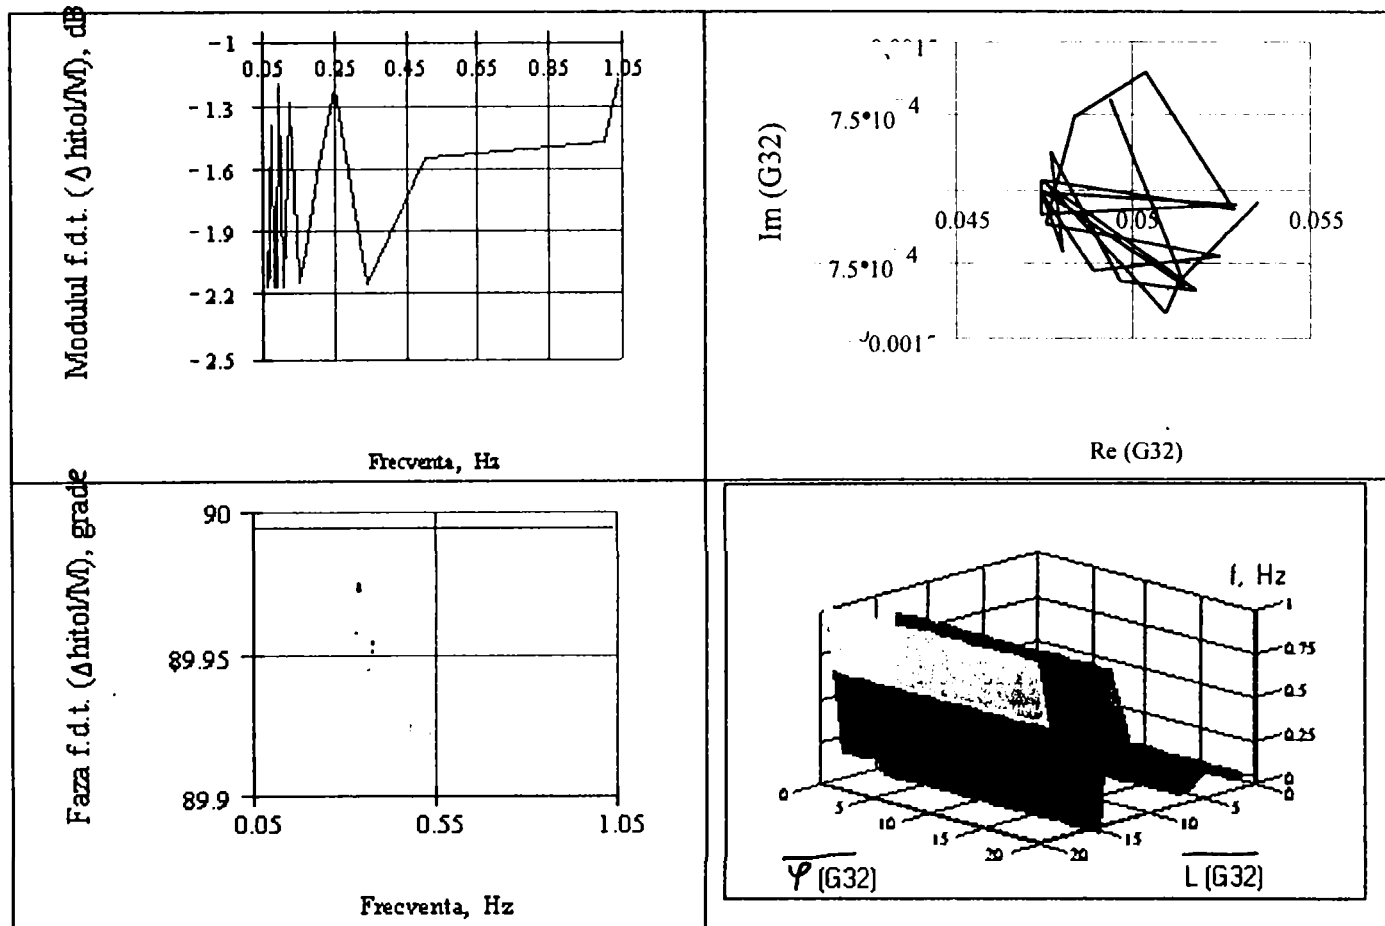 Modulul f.d.t. (Δhitol/M), dB
-1
0.05 0.25 0.45 0.65 0.85 1.05
-1.3
-1.6
-1.9
-2.2
-2.5
Frecventa, Hz
Im (G32)
7.5•10 4
0.045 0.05 0.055
7.5•10 4
0.001
Re (G32)
Faza f.d.t. (Δhitol/M), grade
90
89.95
89.9
0.05 0.55 1.05
Frecventa, Hz
f, Hz
1
0.75
0.5
0.25
0
0 5 10 15 20
20 15 10 5 0
φ (G32)
L (G32)